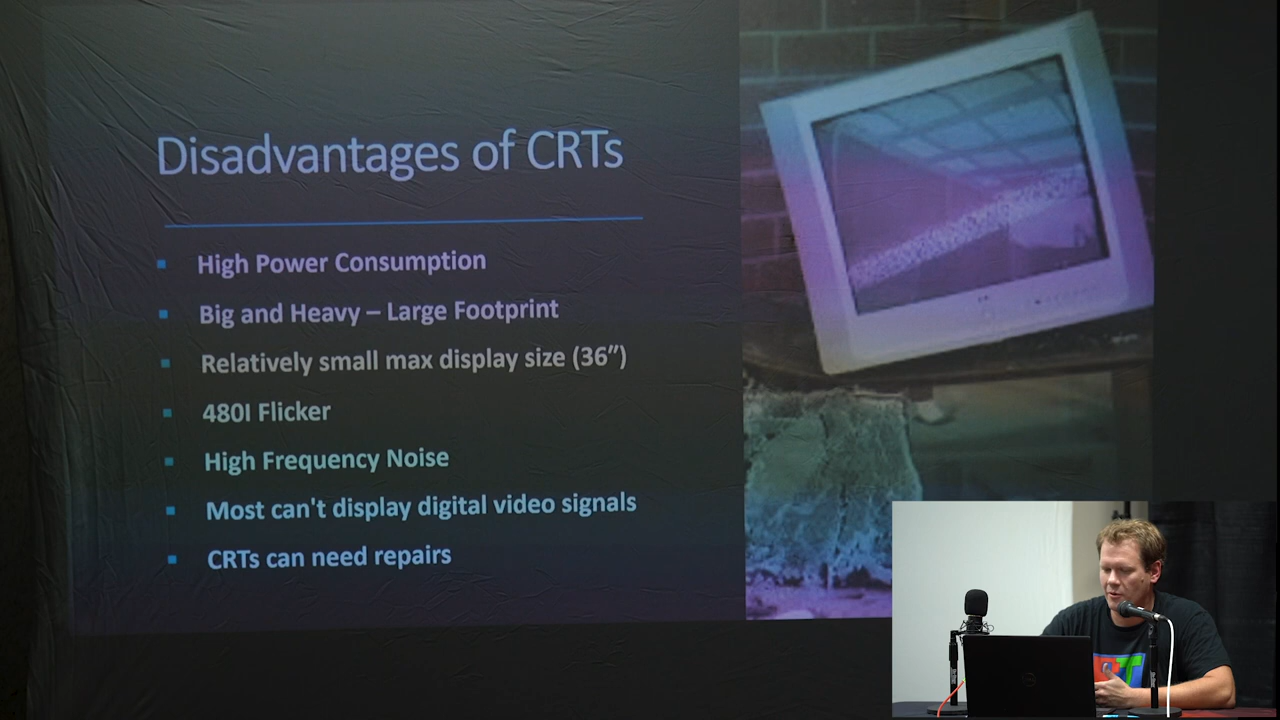 Disadvantages of CRTs
High Power Consumption
Big and Heavy – Large Footprint
Relatively small max display size (36”)
480I Flicker
High Frequency Noise
Most can't display digital video signals
CRTs can need repairs